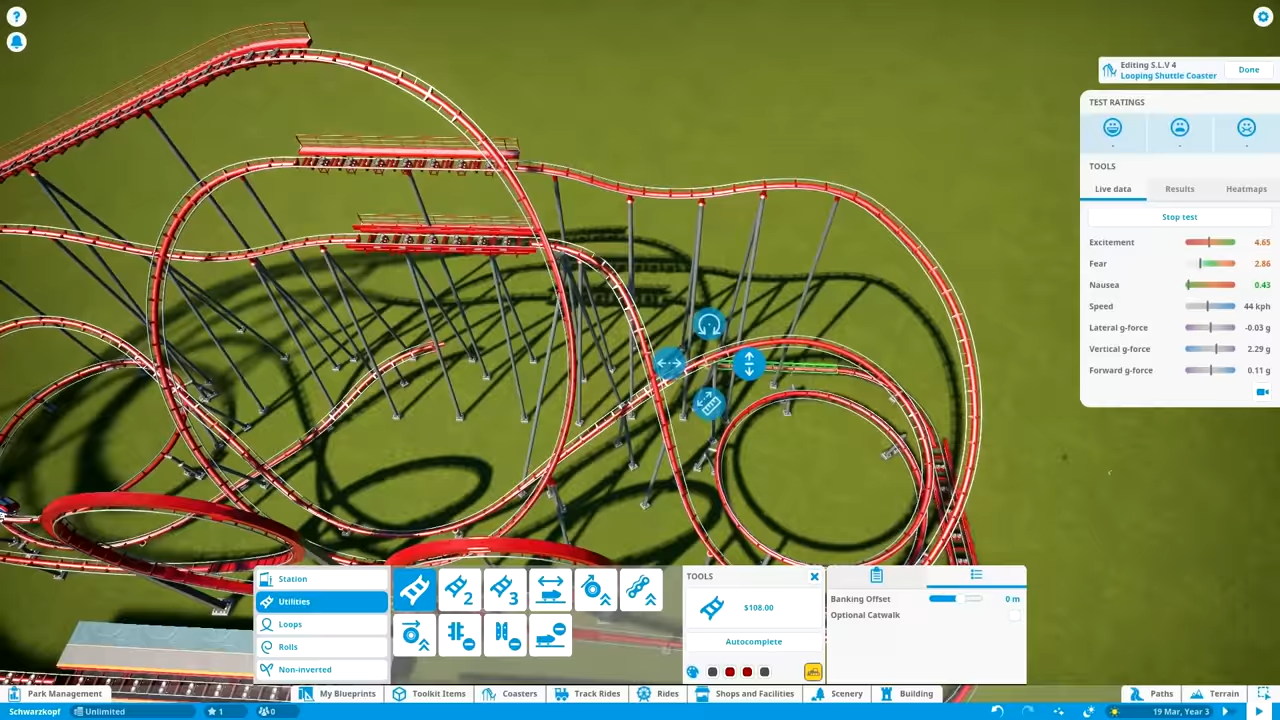 ?
Editing S.L.V 4
Looping Shuttle Coaster
Done
TEST RATINGS
- - -
TOOLS
Live data Results Heatmaps
Stop test
Excitement 4.65
Fear 2.86
Nausea 0.43
Speed 44 kph
Lateral g-force -0.03 g
Vertical g-force 2.29 g
Forward g-force 0.11 g
Station
Utilities
Loops
Rolls
Non-inverted
2 3
TOOLS
$108.00
Autocomplete
Banking Offset 0 m
Optional Catwalk
Park Management My Blueprints Toolkit Items Coasters Track Rides Rides Shops and Facilities Scenery Building Paths Terrain
Schwarzkopf Unlimited 1 0 19 Mar, Year 3